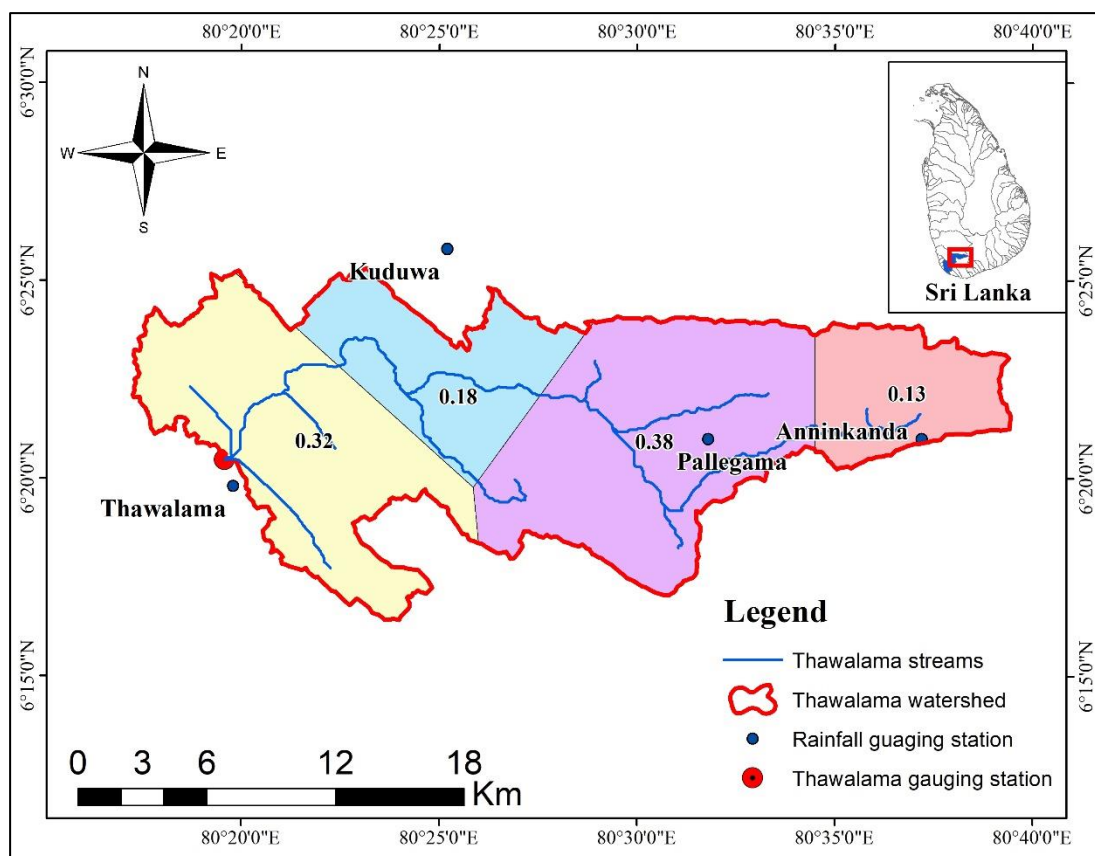 80°20'0"E 80°25'0"E 80°30'0"E 80°35'0"E 80°40'0"E
6°30'0"N
6°30'0"N
N
W E
S
Sri Lanka
6°25'0"N
6°25'0"N
Kuduwa
0.18
0.13
0.32
0.38
Anninkanda
Pallegama
6°20'0"N
6°20'0"N
Thawalama
Legend
Thawalama streams
6°15'0"N
6°15'0"N
Thawalama watershed
Rainfall guaging station
Thawalama gauging station
0 3 6 12 18
Km
80°20'0"E 80°25'0"E 80°30'0"E 80°35'0"E 80°40'0"E